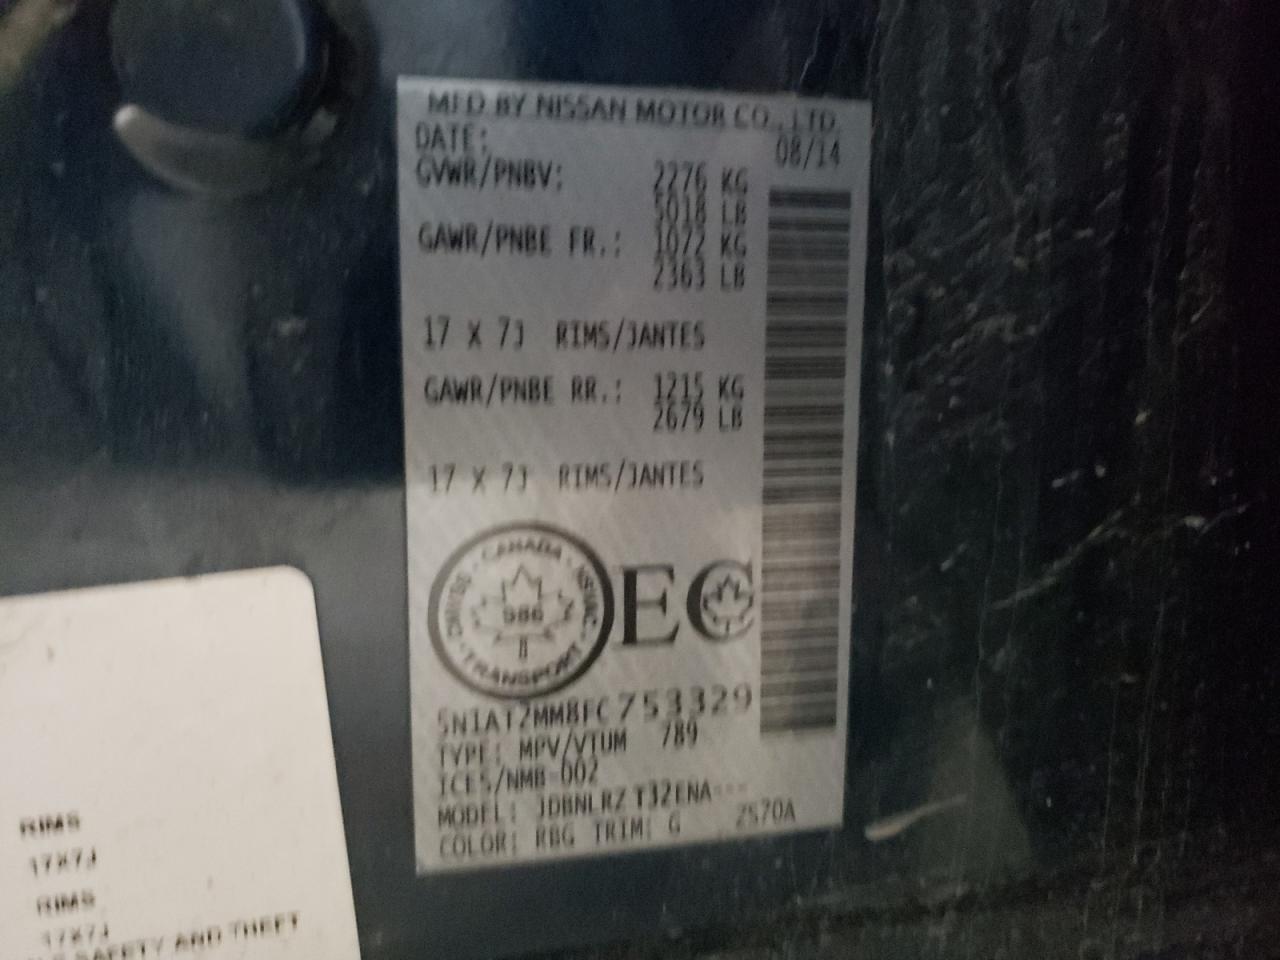 MFD BY NISSAN MOTOR CO., LTD.
DATE: 08/14
GVWR/PNBV: 2276 KG
5018 LB
GAWR/PNBE FR.: 1072 KG
2363 LB
17 X 7J RIMS/JANTES
GAWR/PNBE RR.: 1215 KG
2679 LB
17 X 7J RIMS/JANTES
CANADA
TRANSPORT
EC
5N1AT2MM8FC753329
TYPE: MPV/VTUM 789
ICES/NMB-002
MODEL: JDBNLRZ T32ENA---
COLOR: RBG TRIM: G 2S70A
RIMS
17X7J
RIMS
17X7J
SAFETY AND THEFT